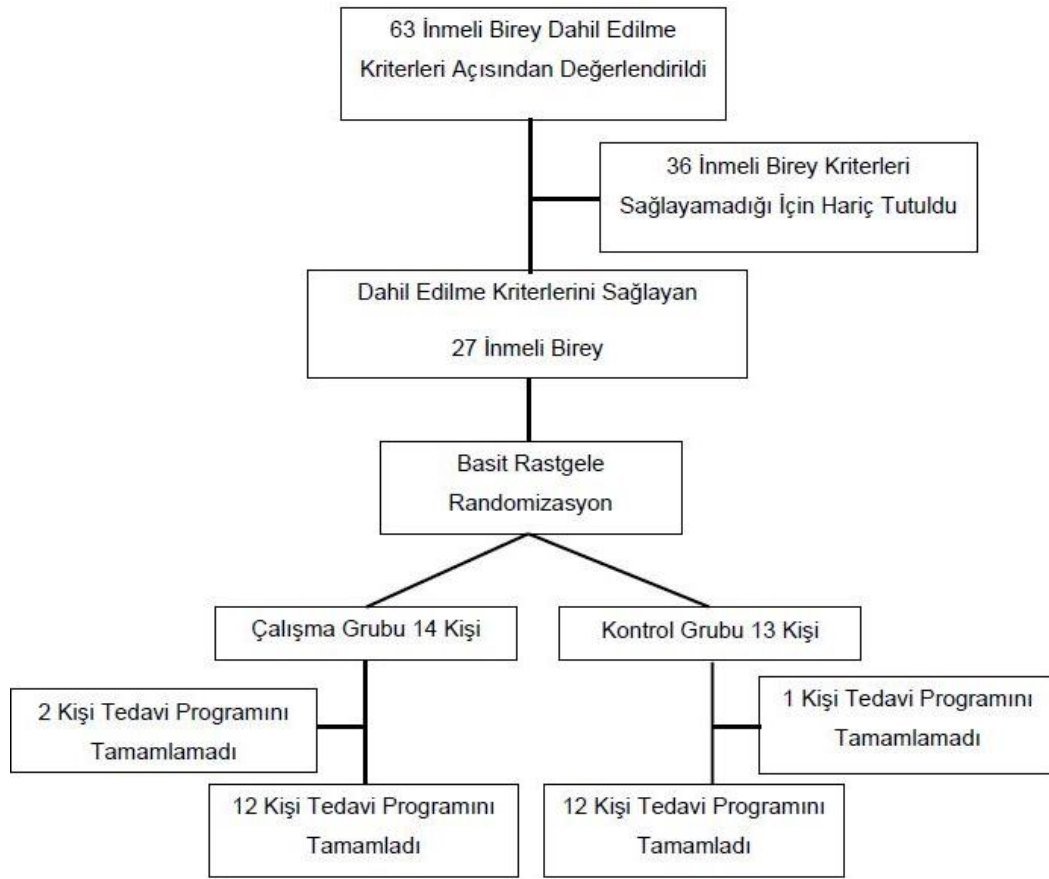 63 İnmeli Birey Dahil Edilme
Kriterleri Açısından Değerlendirildi
36 İnmeli Birey Kriterleri
Sağlayamadığı İçin Hariç Tutuldu
Dahil Edilme Kriterlerini Sağlayan
27 İnmeli Birey
Basit Rastgele
Randomizasyon
Çalışma Grubu 14 Kişi
Kontrol Grubu 13 Kişi
2 Kişi Tedavi Programını
Tamamlamadı
1 Kişi Tedavi Programını
Tamamlamadı
12 Kişi Tedavi Programını
Tamamladı
12 Kişi Tedavi Programını
Tamamladı